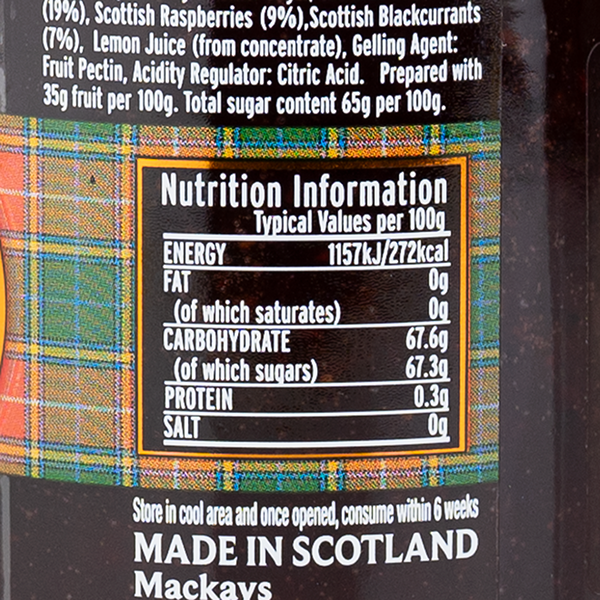 (19%), Scottish Raspberries (9%),Scottish Blackcurrants
(7%), Lemon Juice (from concentrate), Gelling Agent:
Fruit Pectin, Acidity Regulator: Citric Acid. Prepared with
35g fruit per 100g. Total sugar content 65g per 100g.
Nutrition Information
Typical Values per 100g
ENERGY 1157kJ/272kcal
FAT 0g
(of which saturates) 0g
CARBOHYDRATE 67.6g
(of which sugars) 67.3g
PROTEIN 0.3g
SALT 0g
Store in cool area and once opened, consume within 6 weeks
MADE IN SCOTLAND
Mackays